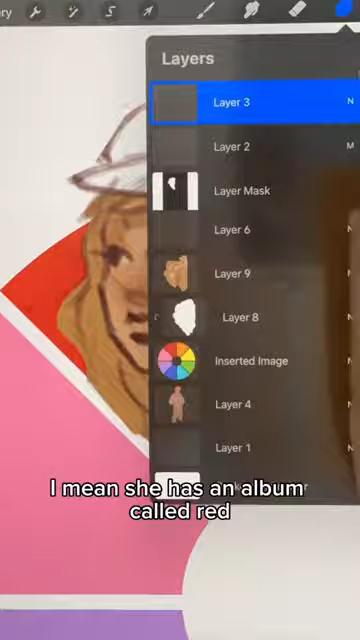 ry
Layers
Layer 3
N
Layer 2
M
Layer Mask
Layer 6
N
Layer 9
N
Layer 8
Inserted Image
N
Layer 4
N
Layer 1
N
I mean she has an album
called red